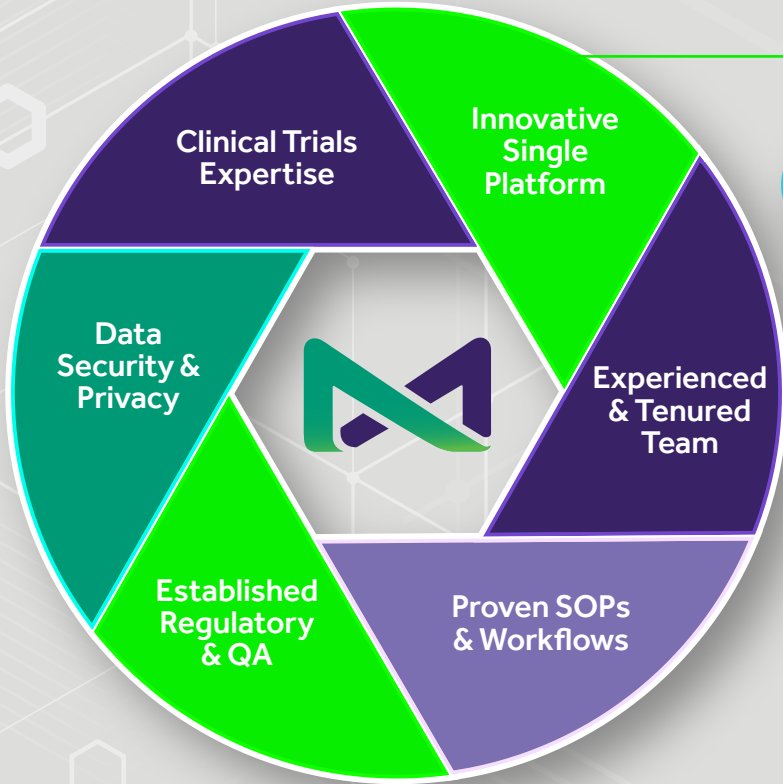 Clinical Trials
Expertise
Innovative
Single
Platform
Data
Security &
Privacy
Experienced
& Tenured
Team
Established
Regulatory
& QA
Proven SOPs
& Workflows